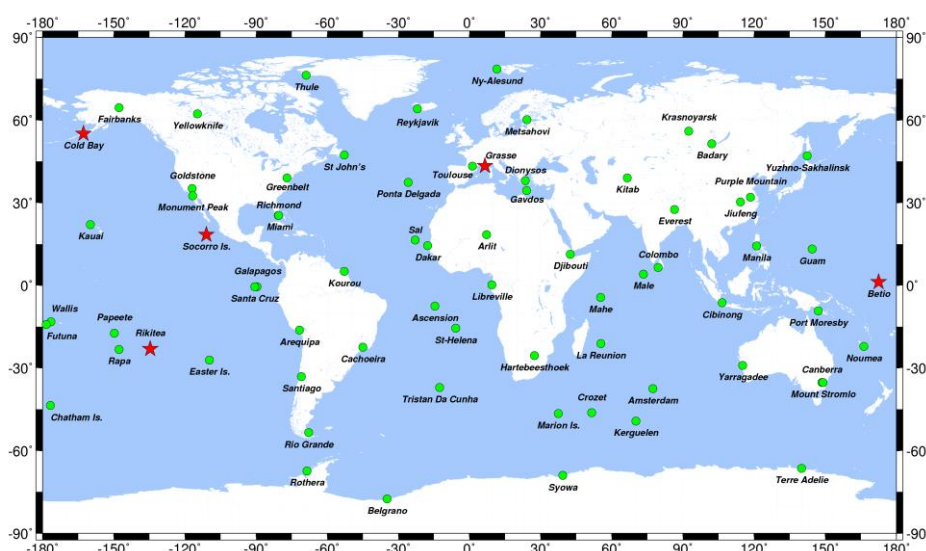 -180° -150° -120° -90° -60° -30° 0° 30° 60° 90° 120° 150° 180°
90° 90°
Ny-Alesund
Thule
Fairbanks
Yellowknife
Reykjavik
Metsahovi
Krasnoyarsk
60° 60°
Cold Bay
Badary
Grasse
St John's
Yuzhno-Sakhalinsk
Goldstone
Toulouse
Dionysos
Greenbelt
Purple Mountain
Ponta Delgada
Kitab
Monument Peak
Richmond
Gavdos
Jiufeng
30° 30°
Miami
Everest
Kauai
Socorro Is.
Sal
Arlit
Dakar
Colombo
Manila
Guam
Djibouti
Galapagos
Kourou
Male
0° 0°
Santa Cruz
Libreville
Betio
Wallis
Mahe
Cibinong
Papeete
Rikitea
Ascension
Port Moresby
Futuna
St-Helena
Arequipa
Rapa
Cachoeira
La Reunion
Noumea
Easter Is.
Hartebeesthoek
Yarragadee
Canberra
30° -30°
Santiago
Mount Stromlo
Tristan Da Cunha
Crozet
Amsterdam
Chatham Is.
Marion Is.
Kerguelen
Rio Grande
-60° -60°
Rothera
Syowa
Terre Adelie
Belgrano
-90° -90°
-180° -150° -120° -90° -60° -30° 0° 30° 60° 90° 120° 150° 180°